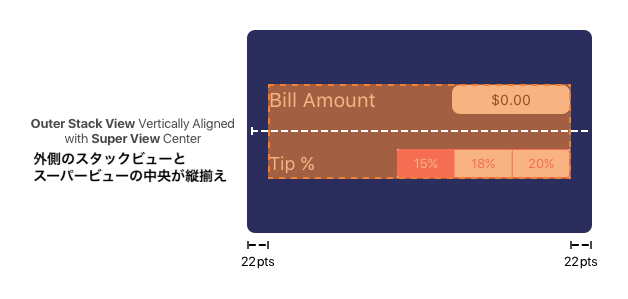 Bill Amount
$0.00
Outer Stack View Vertically Aligned
with Super View Center
外側のスタックビューと
スーパービューの中央が縦揃え
Tip %
15%
18%
20%
22pts
22pts